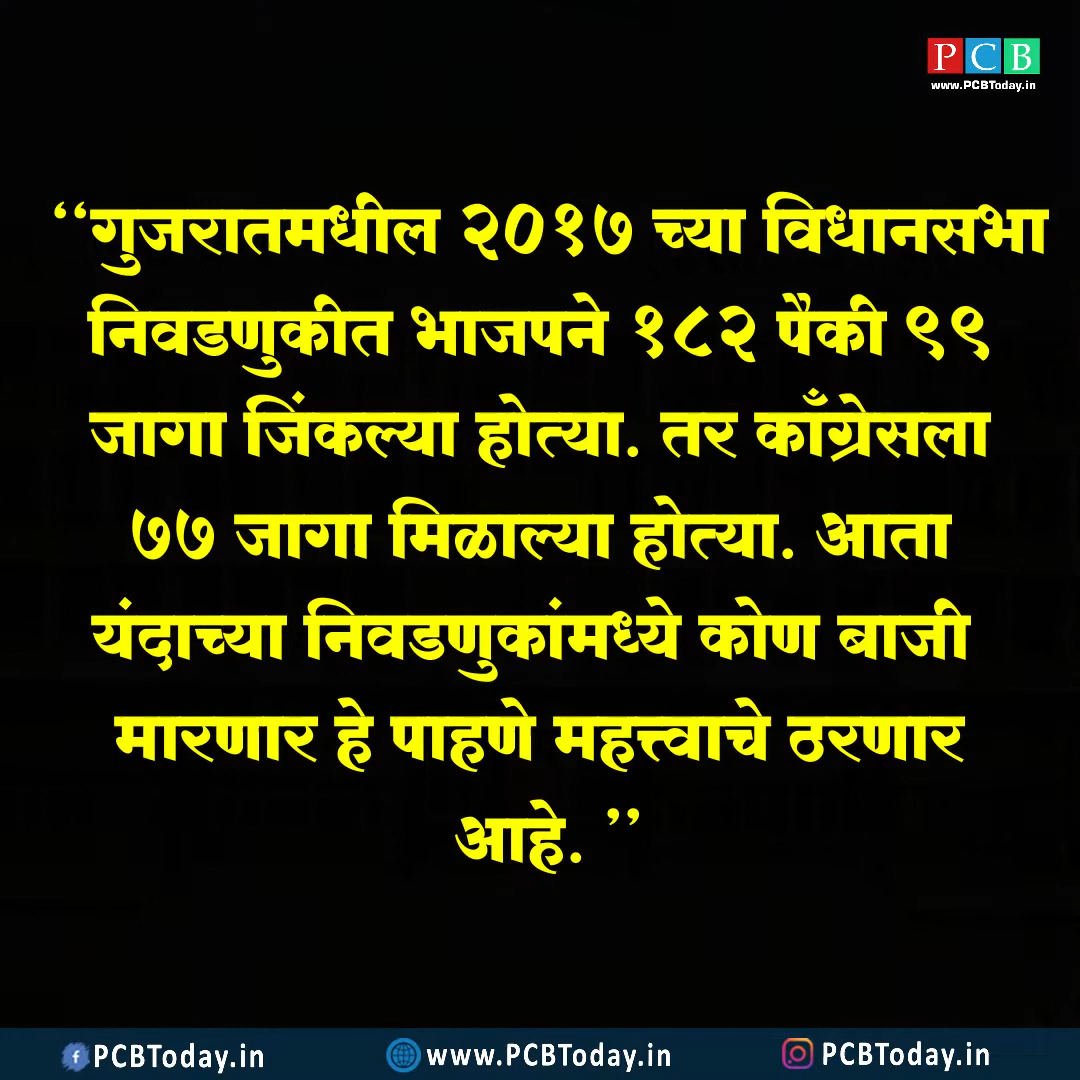 PCB
www.PCBToday.in
‘‘गुजरातमधील २०१७ च्या विधानसभा
निवडणुकीत भाजपने १८२ पैकी ९९
जागा जिंकल्या होत्या. तर काँग्रेसला
७७ जागा मिळाल्या होत्या. आता
यंदाच्या निवडणुकांमध्ये कोण बाजी
मारणार हे पाहणे महत्त्वाचे ठरणार
आहे. ’’
PCBToday.in www.PCBToday.in PCBToday.in